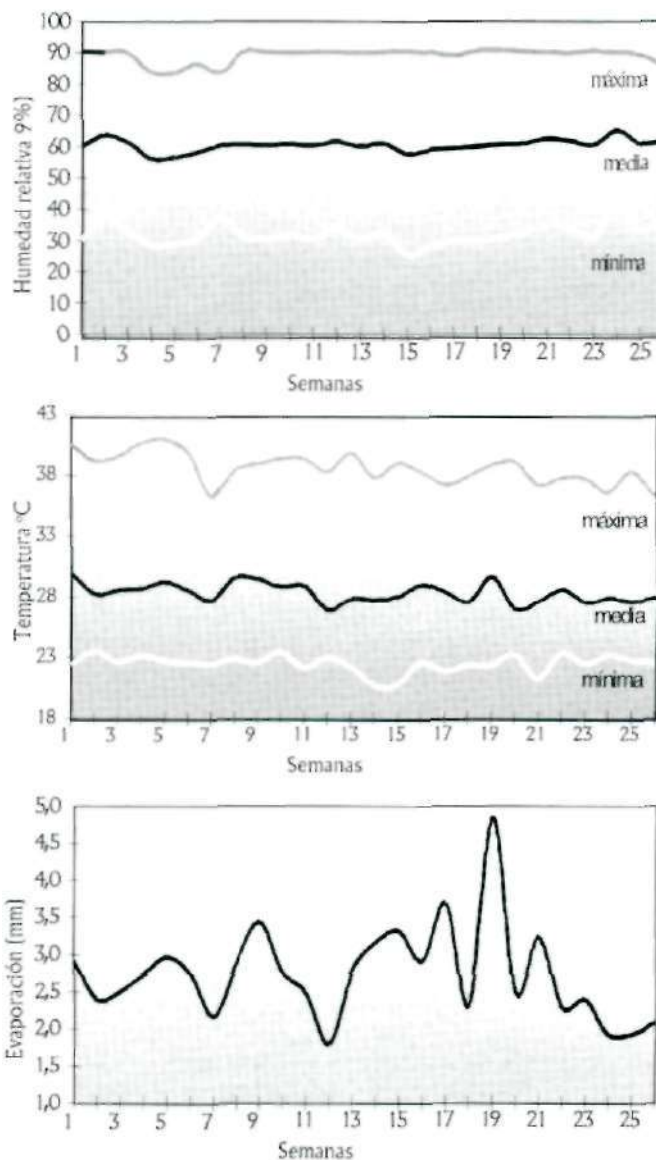 Humedad relativa 9%)
100
90
80
70
60
50
40
30
20
10
0
máxima
media
mínima
1 3 5 7 9 11 13 15 17 19 21 23 25
Semanas
Temperatura °C
43
38
33
28
23
18
máxima
media
mínima
1 3 5 7 9 11 13 15 17 19 21 23 25
Semanas
Evaporación (mm)
5,0
4,5
4,0
3,5
3,0
2,5
2,0
1,5
1,0
1 3 5 7 9 11 13 15 17 19 21 23 25
Semanas